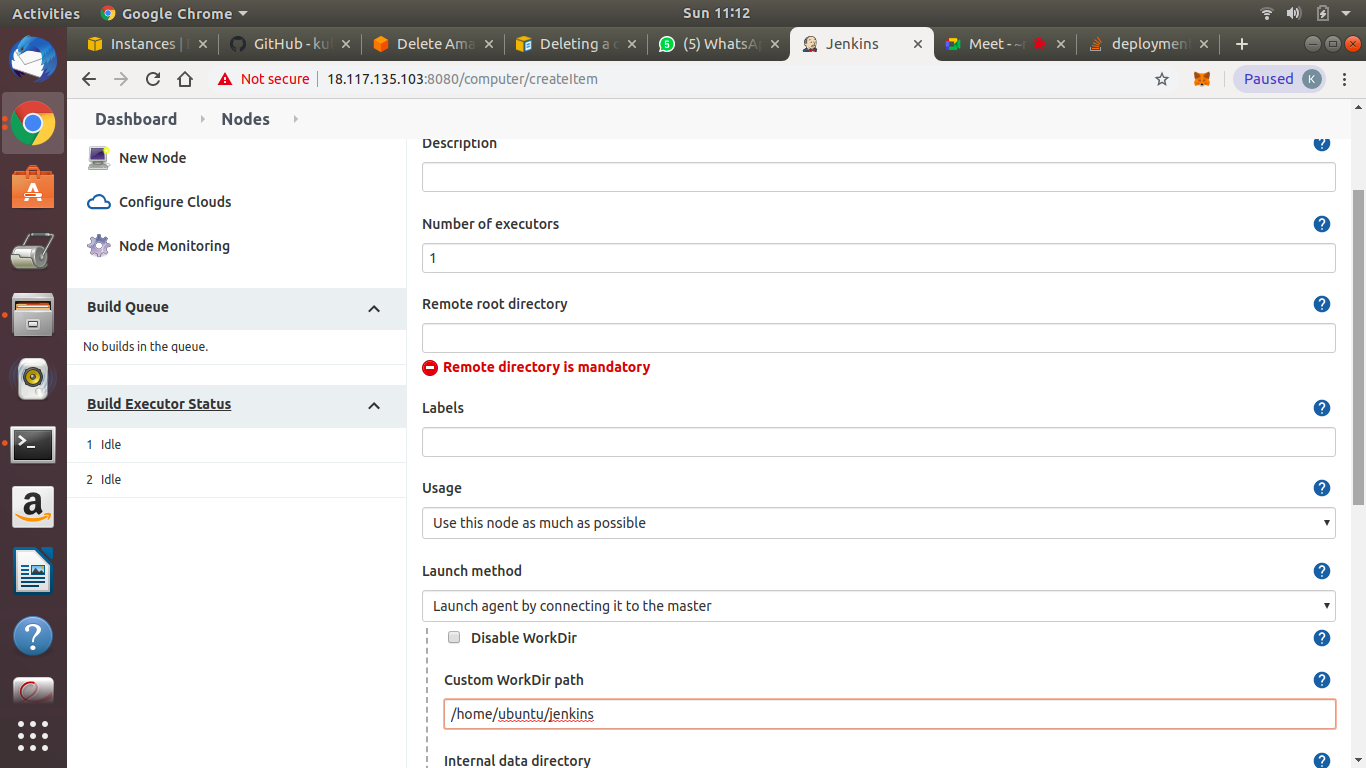 Activities Google Chrome Sun 11:12
Instances | GitHub - ku Delete Ama Deleting a c (5) WhatsA Jenkins Meet - deployment
Not secure 18.117.135.103:8080/computer/createItem Paused K
Dashboard Nodes
New Node
Configure Clouds
Node Monitoring
Build Queue
No builds in the queue.
Build Executor Status
1 Idle
2 Idle
Description
Number of executors
1
Remote root directory
Remote directory is mandatory
Labels
Usage
Use this node as much as possible
Launch method
Launch agent by connecting it to the master
Disable WorkDir
Custom WorkDir path
/home/ubuntu/jenkins
Internal data directory